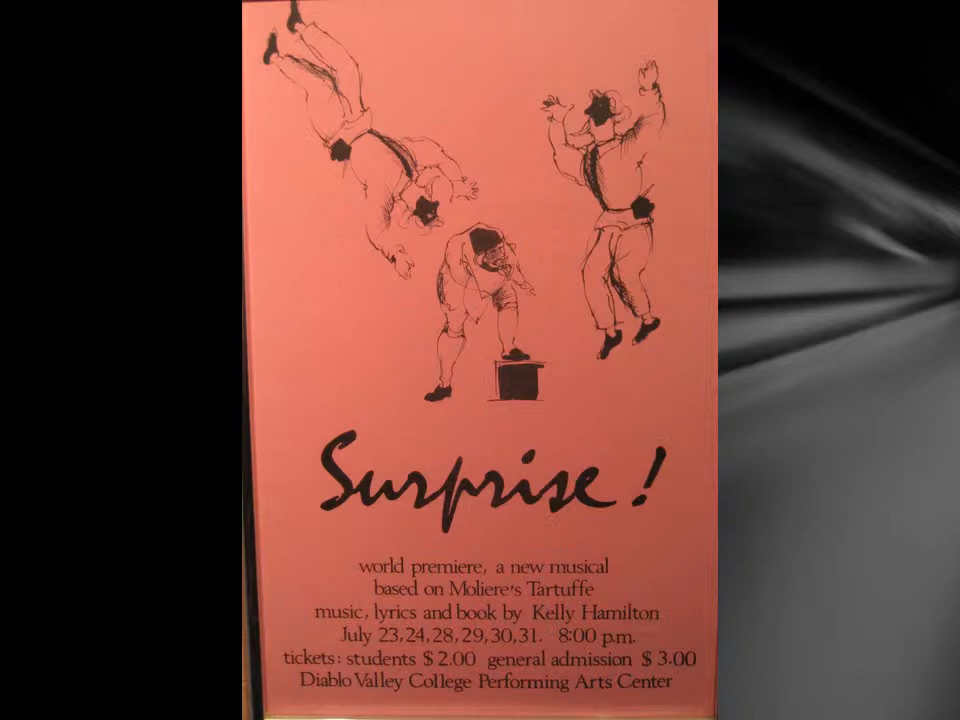 Surprise!
world premiere, a new musical
based on Moliere's Tartuffe
music, lyrics and book by Kelly Hamilton
July 23,24,28,29,30,31. 8:00 p.m.
tickets: students $2.00 general admission $3.00
Diablo Valley College Performing Arts Center